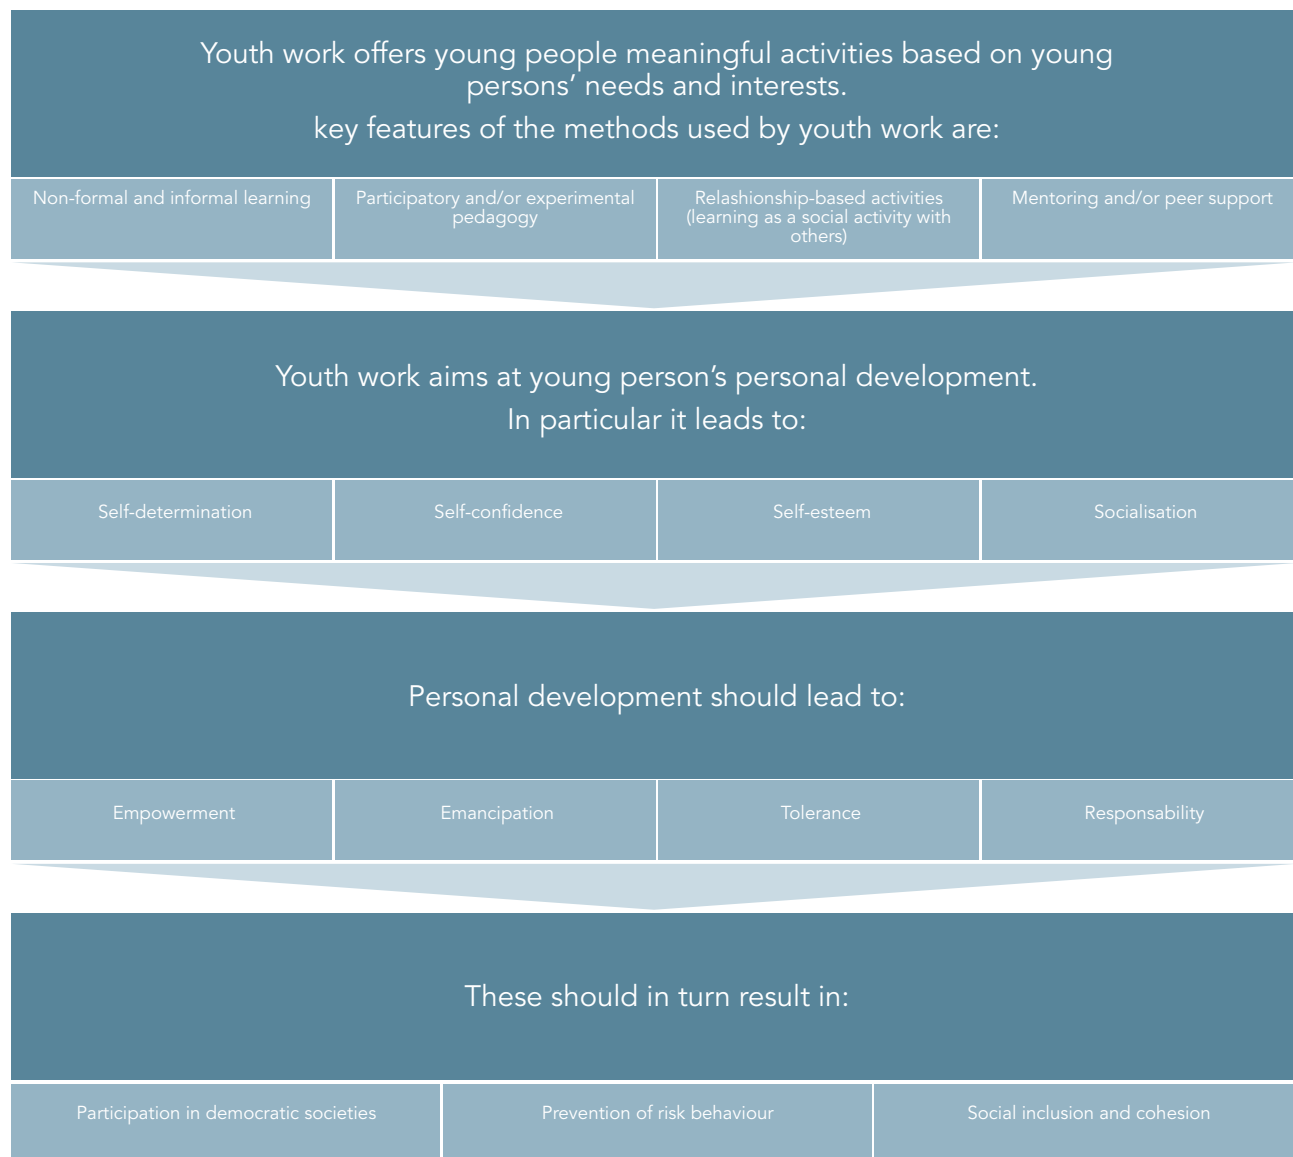 Youth work offers young people meaningful activities based on young
persons’ needs and interests.
key features of the methods used by youth work are:
Non-formal and informal learning
Participatory and/or experimental
pedagogy
Relashionship-based activities
(learning as a social activity with
others)
Mentoring and/or peer support
Youth work aims at young person’s personal development.
In particular it leads to:
Self-determination
Self-confidence
Self-esteem
Socialisation
Personal development should lead to:
Empowerment
Emancipation
Tolerance
Responsability
These should in turn result in:
Participation in democratic societies
Prevention of risk behaviour
Social inclusion and cohesion